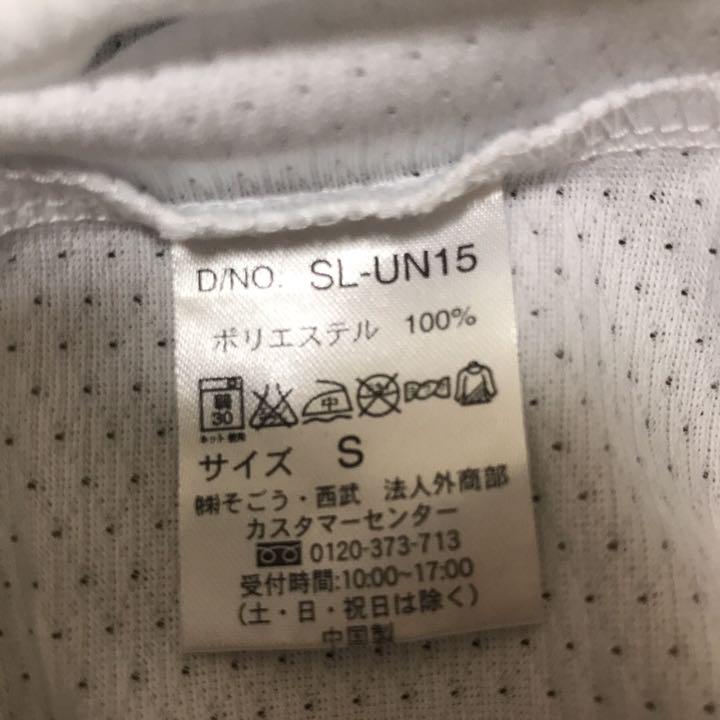 D/NO. SL-UN15
ポリエステル 100%
弱
30
ネット使用
中
サイズ S
㈱そごう・西武 法人外商部
カスタマーセンター
0120-373-713
受付時間:10:00~17:00
(土・日・祝日は除く)
中国製